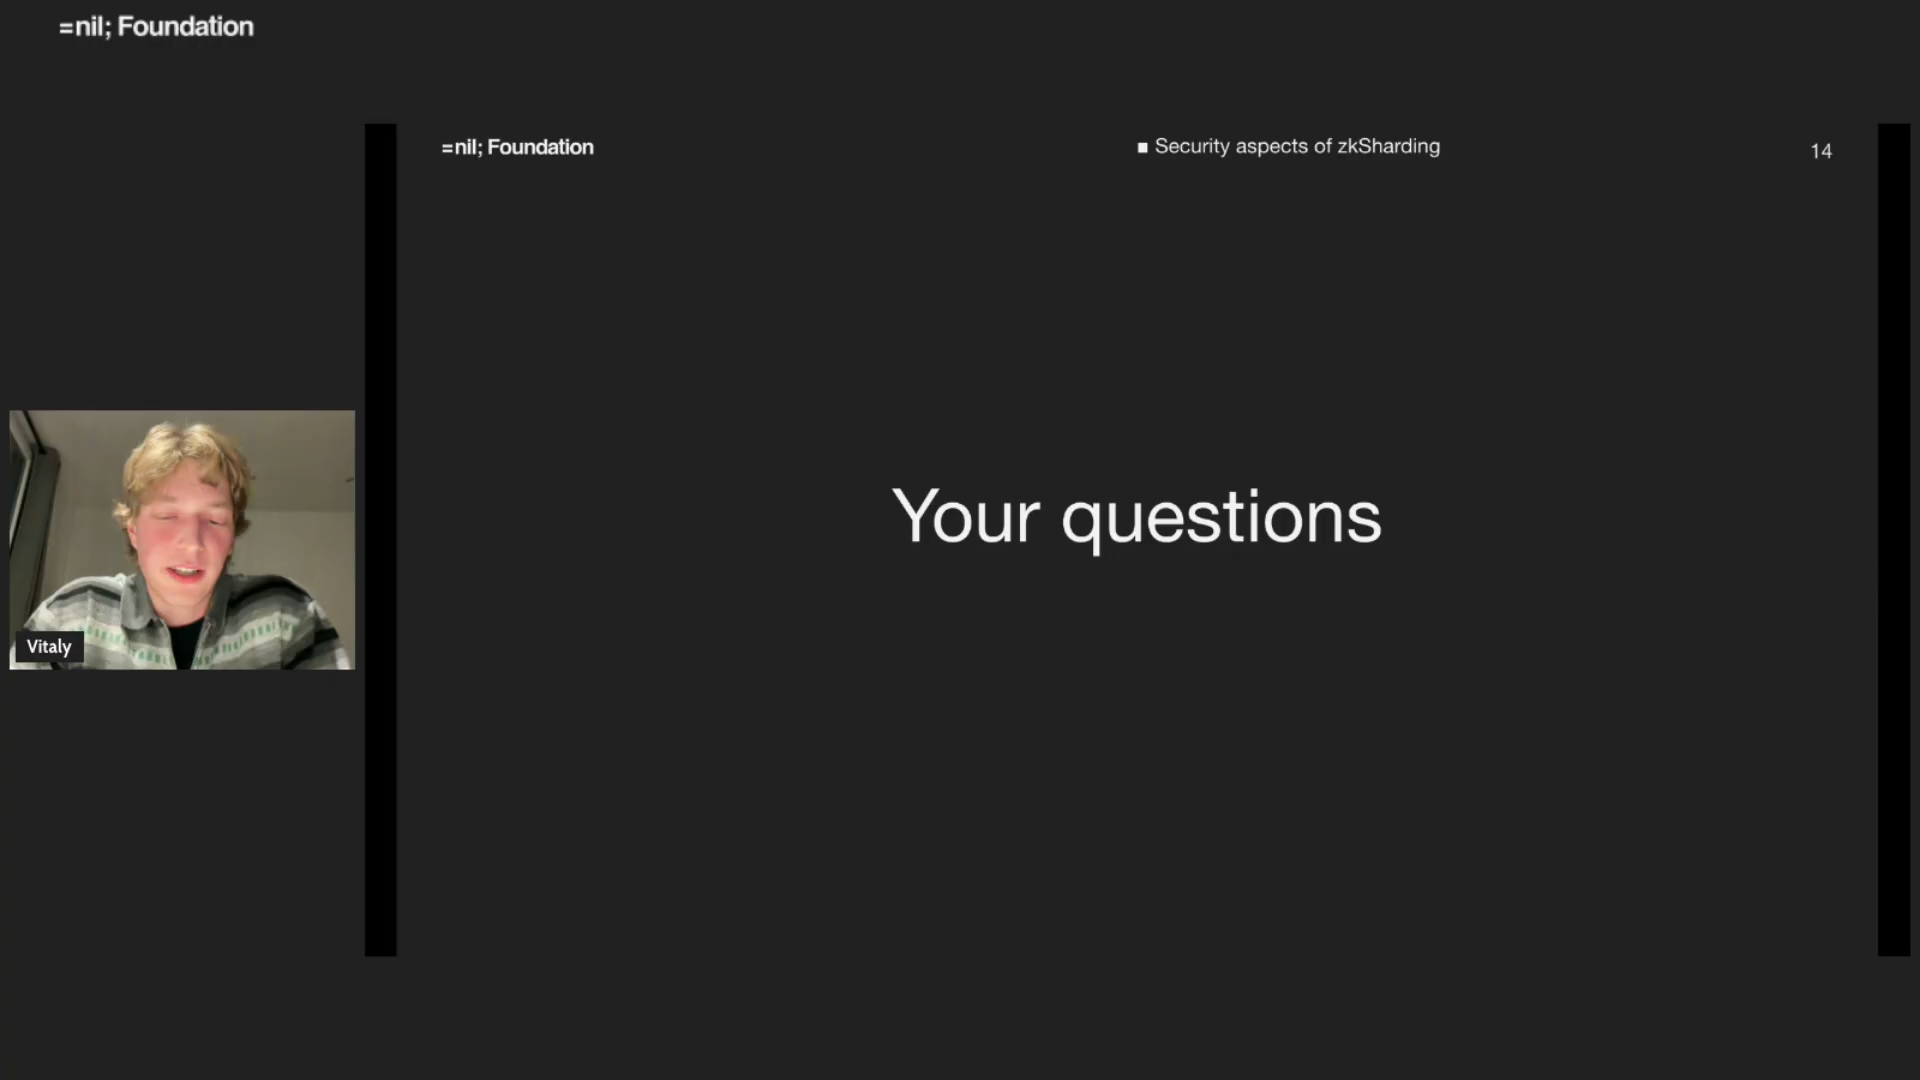 =nil; Foundation
=nil; Foundation
■ Security aspects of zkSharding
14
Your questions
Vitaly